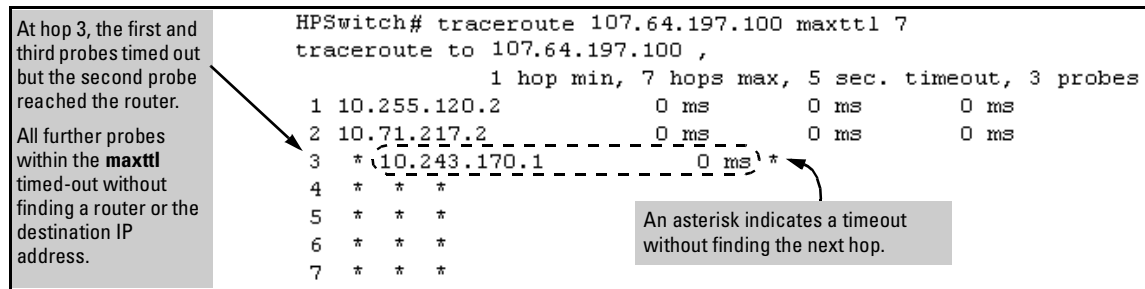 At hop 3, the first and
third probes timed out
but the second probe
reached the router.
All further probes
within the maxttl
timed-out without
finding a router or the
destination IP
address.
HPSwitch# traceroute 107.64.197.100 maxttl 7
traceroute to 107.64.197.100 ,
1 hop min, 7 hops max, 5 sec. timeout, 3 probes
1 10.255.120.2 0 ms 0 ms 0 ms
2 10.71.217.2 0 ms 0 ms 0 ms
3 * 10.243.170.1 0 ms *
4 * * *
5 * * *
6 * * *
7 * * *
An asterisk indicates a timeout
without finding the next hop.